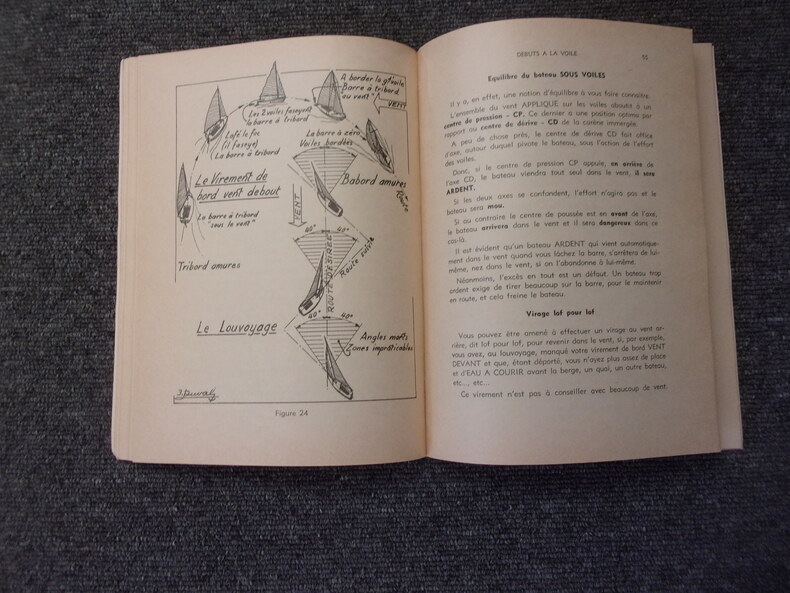 A border la gd voile
Barre à tribord
au vent"
VENT
Les 2 voiles faseyent
la barre à tribord
Lofé le foc
(il faseye)
La barre à tribord
La barre à zéro
Voiles bordées
Le Virement de
bord vent debout
Babord amures
Route
La barre à tribord
"sous le vent"
VENT
40° 40°
Tribord amures
ROUTE DÉSIRÉE
Route suivie
40° 40°
Le Louvoyage
Angles morts
Zones impraticables
Figure 24
DEBUTS A LA VOILE
Equilibre du bateau SOUS VOILES
Il y a, en effet, une notion d'équilibre à vous faire connaître.
L'ensemble du vent APPLIQUÉ sur les voiles aboutit à un
centre de pression - CP. Ce dernier a une position définie par
rapport au centre de dérive - CD de la carène immergée.
A peu de chose près, le centre de dérive CD fait office
d'axe, autour duquel pivote le bateau, sous l'action de l'effort
des voiles.
Donc, si le centre de pression CP appuie, en arrière de
l'axe CD, le bateau viendra tout seul dans le vent, il sera
ARDENT.
Si les deux axes se confondent, l'effort n'agira pas et le
bateau sera mou.
Si au contraire le centre de poussée est en avant de l'axe,
le bateau arrivera dans le vent et il sera dangereux dans ce
cas-là.
Il est évident qu'un bateau ARDENT qui vient automatique-
ment dans le vent quand vous lâchez la barre, s'arrêtera de lui-
même, nez dans le vent, si on l'abandonne à lui-même.
Néanmoins, l'excès en tout est un défaut. Un bateau trop
ardent exige de tirer beaucoup sur la barre, pour le maintenir
en route, et cela freine le bateau.
Virage lof pour lof
Vous pouvez être amené à effectuer un virage au vent ar-
rière, dit lof pour lof, pour revenir dans le vent, si, par exemple,
vous avez, au louvoyage, manqué votre virement de bord VENT
DEVANT et que, étant déporté, vous n'ayez plus assez de place
et d'EAU A COURIR avant la berge, un quai, un autre bateau,
etc..., etc...
Ce virement n'est pas à conseiller avec beaucoup de vent.